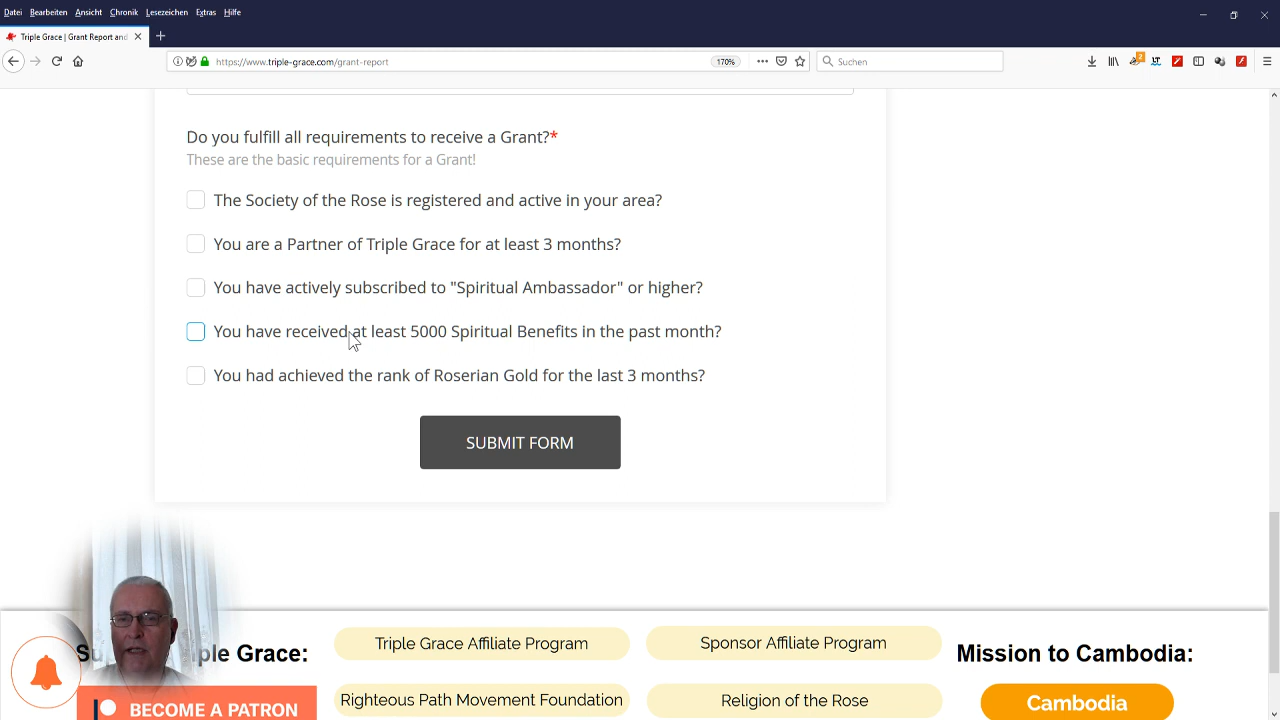 Datei Bearbeiten Ansicht Chronik Lesezeichen Extras Hilfe
Triple Grace | Grant Report and
https://www.triple-grace.com/grant-report 170% Suchen
Do you fulfill all requirements to receive a Grant?*
These are the basic requirements for a Grant!
The Society of the Rose is registered and active in your area?
You are a Partner of Triple Grace for at least 3 months?
You have actively subscribed to "Spiritual Ambassador" or higher?
You have received at least 5000 Spiritual Benefits in the past month?
You had achieved the rank of Roserian Gold for the last 3 months?
SUBMIT FORM
Triple Grace Affiliate Program Sponsor Affiliate Program
Grace: Mission to Cambodia:
Righteous Path Movement Foundation Religion of the Rose
BECOME A PATRON Cambodia